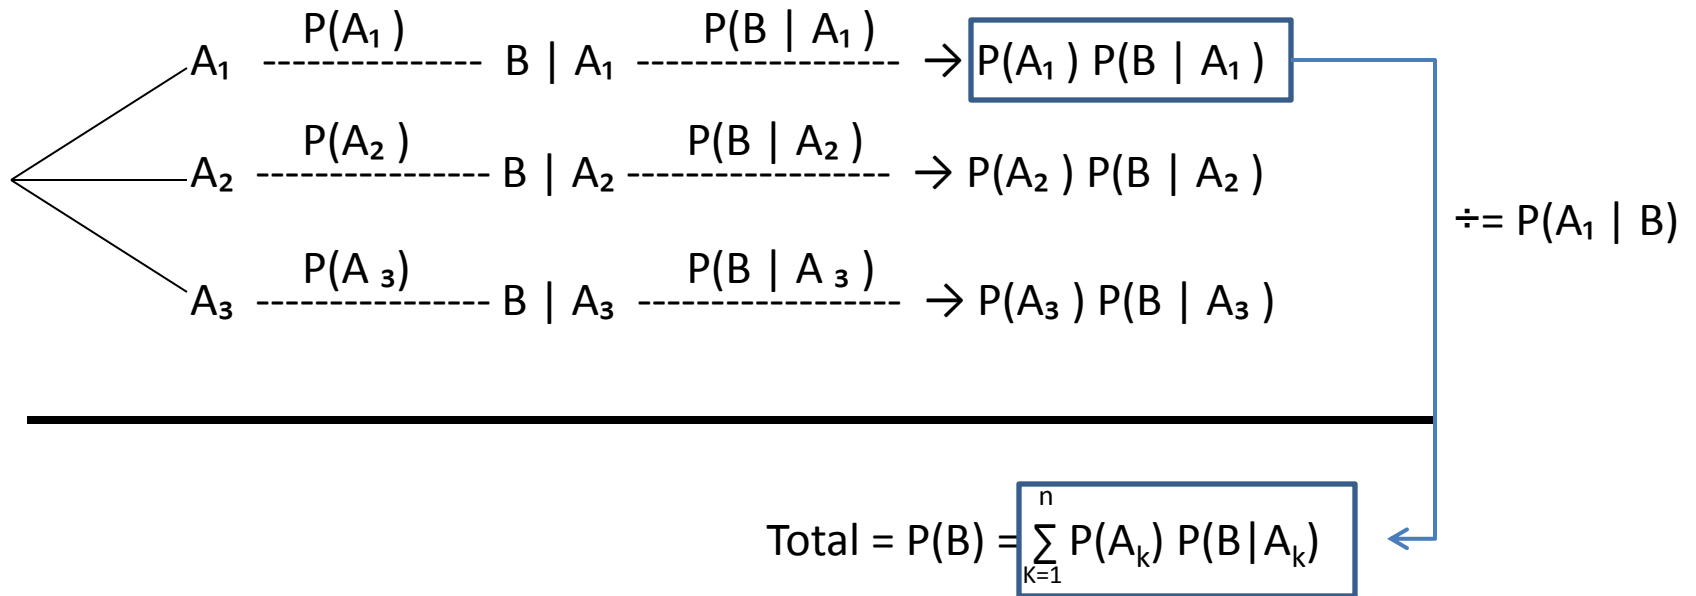 P(A₁ ) P(B | A₁ )
A₁ --------------- B | A₁ ------------------ → P(A₁ ) P(B | A₁ )
P(A₂ ) P(B | A₂ )
A₂ ---------------- B | A₂ ------------------ → P(A₂ ) P(B | A₂ )
÷= P(A₁ | B)
P(A ₃) P(B | A ₃ )
A₃ ---------------- B | A₃ ------------------ → P(A₃ ) P(B | A₃ )
n
Total = P(B) = ∑ P(Aₖ) P(B|Aₖ)
K=1